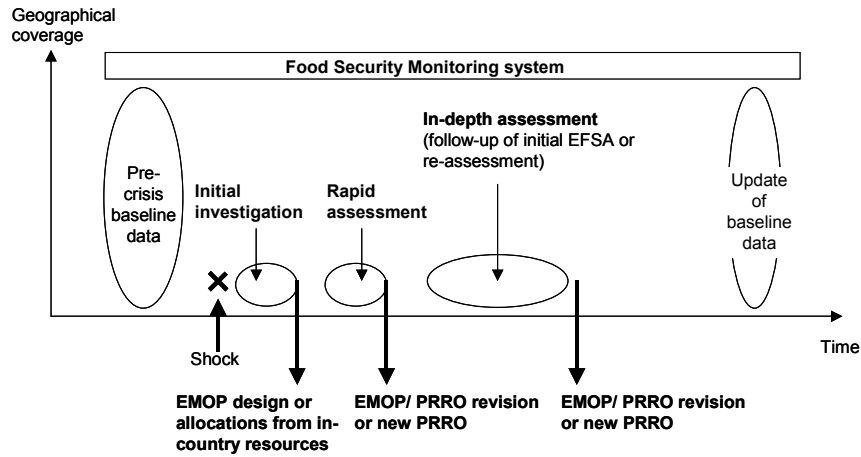 Geographical
coverage
Food Security Monitoring system
In-depth assessment
(follow-up of initial EFSA or
re-assessment)
Pre-
crisis
baseline
data
Initial
investigation
Rapid
assessment
Update
of
baseline
data
Shock
Time
EMOP design or
allocations from in-
country resources
EMOP/ PRRO revision
or new PRRO
EMOP/ PRRO revision
or new PRRO